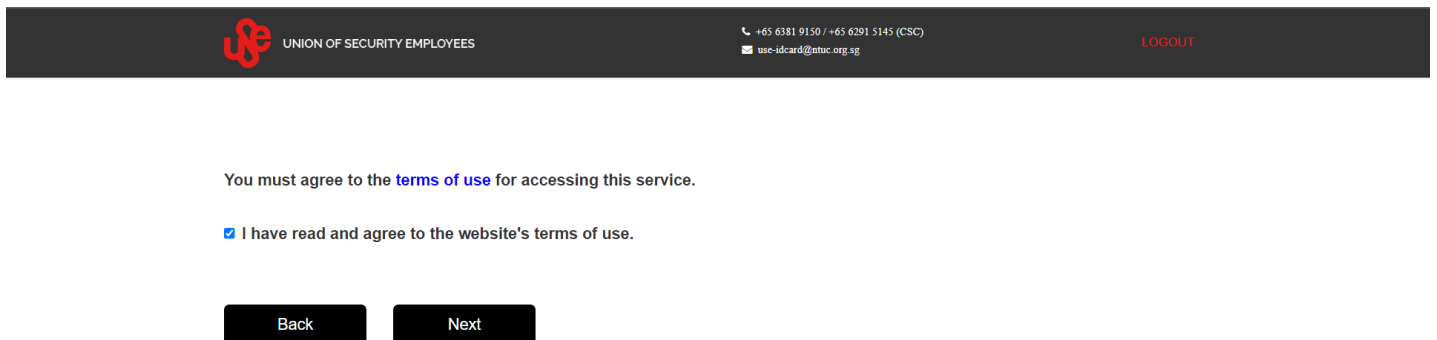 use
UNION OF SECURITY EMPLOYEES
+65 6381 9150 / +65 6291 5145 (CSC)
use-idcard@ntuc.org.sg
LOGOUT
You must agree to the terms of use for accessing this service.
I have read and agree to the website's terms of use.
Back
Next